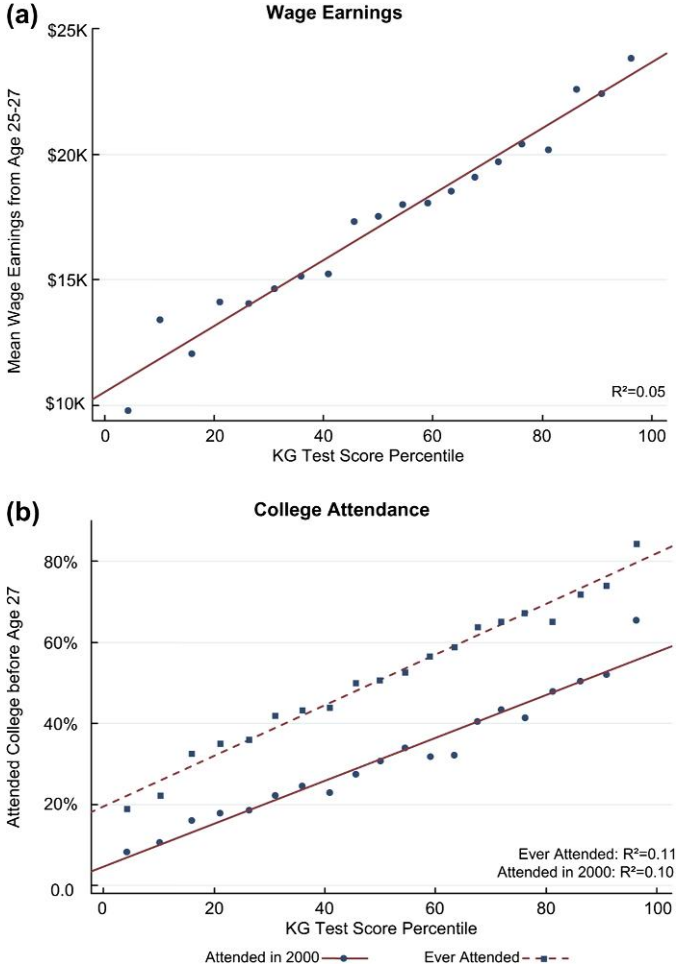 (a)
Wage Earnings
Mean Wage Earnings from Age 25-27
$25K
$20K
$15K
$10K
R²=0.05
0 20 40 60 80 100
KG Test Score Percentile
(b)
College Attendance
Attended College before Age 27
80%
60%
40%
20%
0.0
Ever Attended: R²=0.11
Attended in 2000: R²=0.10
0 20 40 60 80 100
KG Test Score Percentile
Attended in 2000 Ever Attended